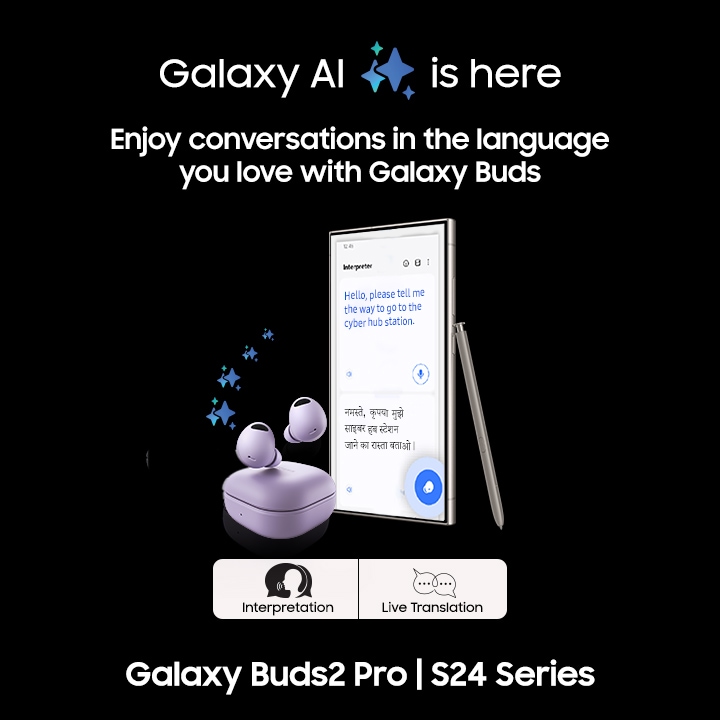 Galaxy AI is here
Enjoy conversations in the language
you love with Galaxy Buds
12:45
Interpreter
Hello, please tell me
the way to go to the
cyber hub station.
नमस्ते, कृपया मुझे
साइबर हब स्टेशन
जाने का रास्ता बताओ।
Interpretation
Live Translation
Galaxy Buds2 Pro | S24 Series